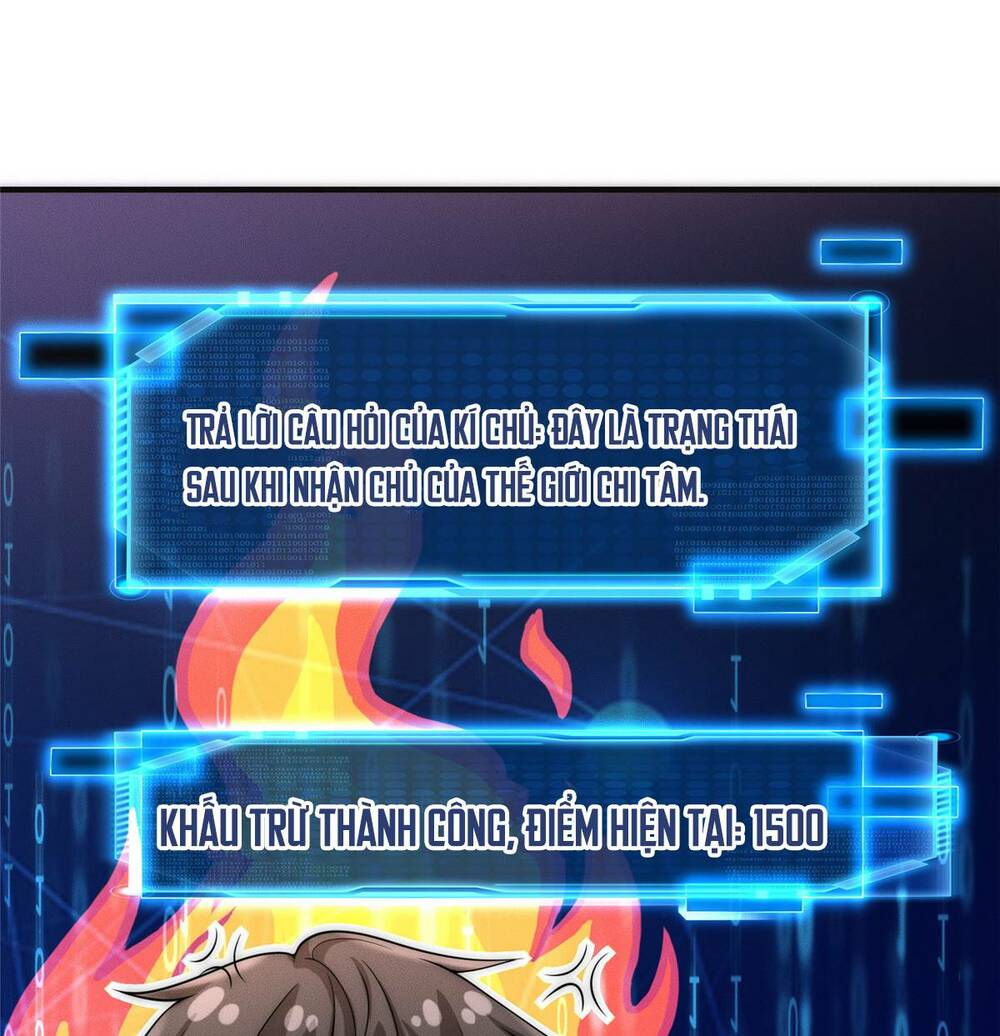 TRẢ LỜI CÂU HỎI CỦA KÍ CHỦ: ĐÂY LÀ TRẠNG THÁI
SAU KHI NHẬN CHỦ CỦA THẾ GIỚI CHI TÂM.
KHẤU TRỪ THÀNH CÔNG, ĐIỂM HIỆN TẠI: 1500